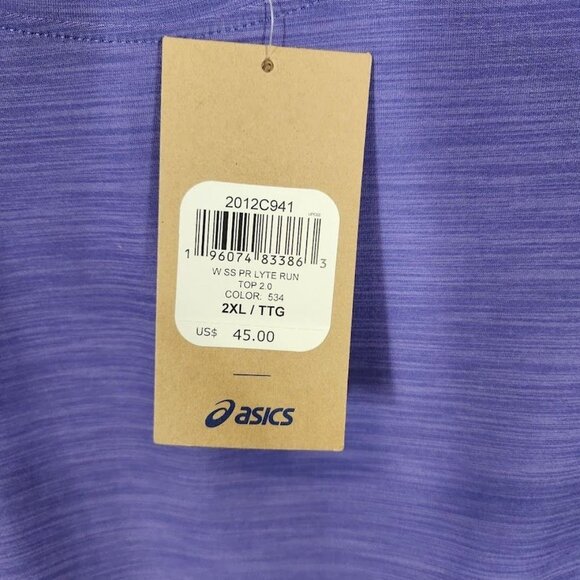 2012C941
1 96074 83386 3
W SS PR LYTE RUN
TOP 2.0
COLOR: 534
2XL / TTG
US$ 45.00
asics